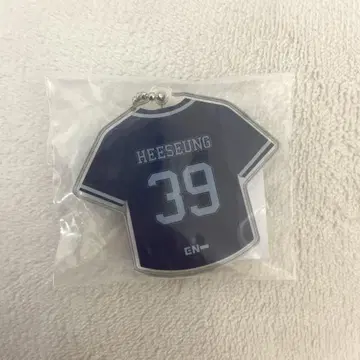 HEESEUNG
39
EN-